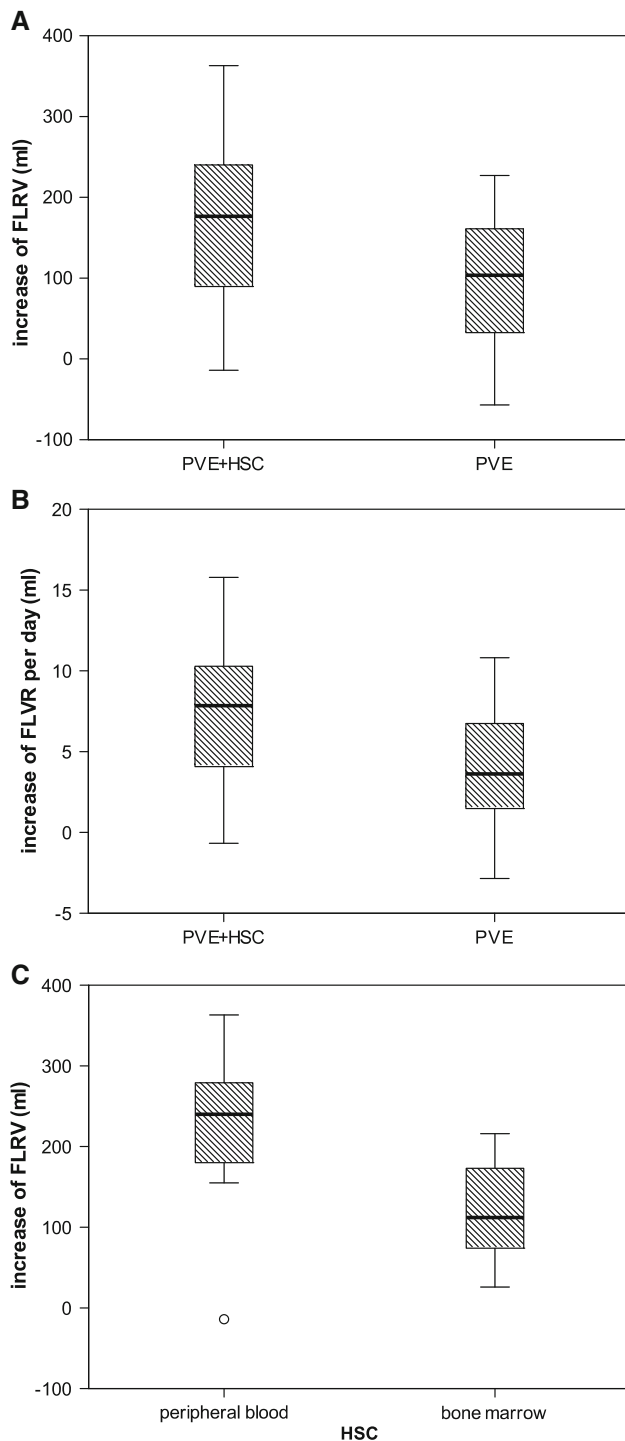 A
increase of FLRV (ml)
400
300
200
100
0
-100
PVE+HSC PVE
B
increase of FLVR per day (ml)
20
15
10
5
0
-5
PVE+HSC PVE
C
increase of FLRV (ml)
400
300
200
100
0
-100
peripheral blood bone marrow
HSC